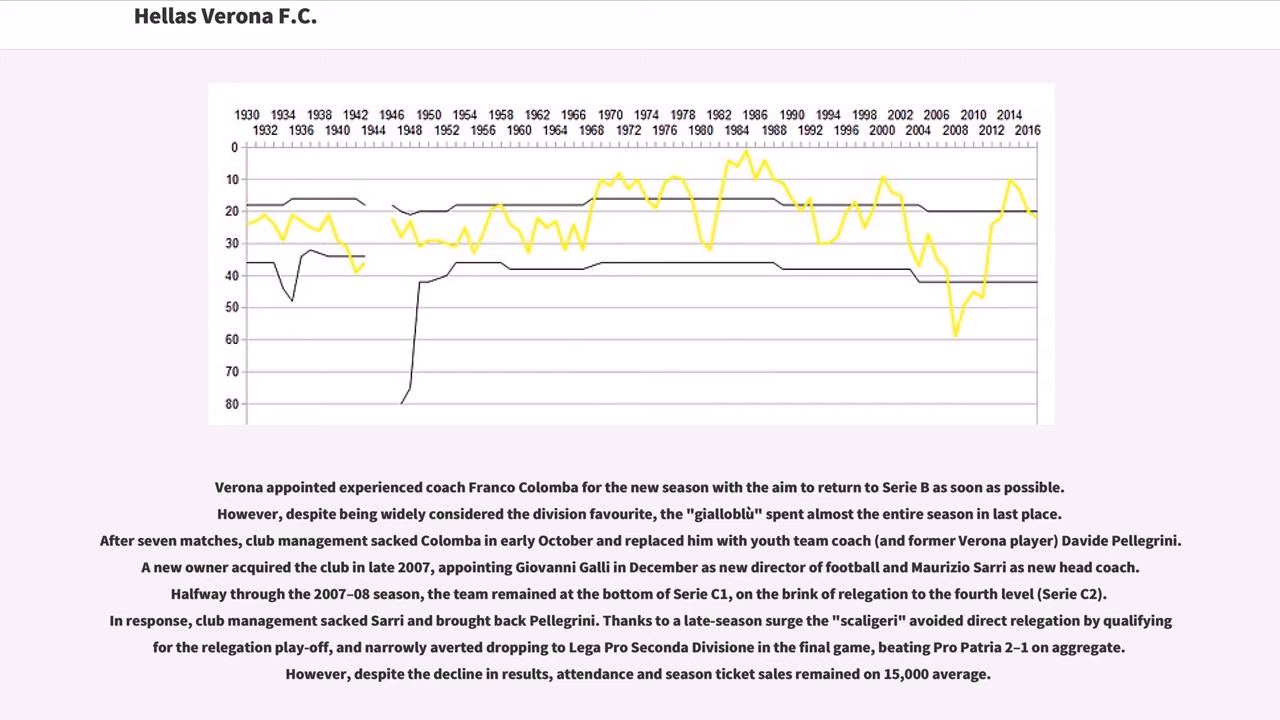 Hellas Verona F.C.
1930 1934 1938 1942 1946 1950 1954 1958 1962 1966 1970 1974 1978 1982 1986 1990 1994 1998 2002 2006 2010 2014
1932 1936 1940 1944 1948 1952 1956 1960 1964 1968 1972 1976 1980 1984 1988 1992 1996 2000 2004 2008 2012 2016
0
10
20
30
40
50
60
70
80
Verona appointed experienced coach Franco Colomba for the new season with the aim to return to Serie B as soon as possible.
However, despite being widely considered the division favourite, the "gialloblù" spent almost the entire season in last place.
After seven matches, club management sacked Colomba in early October and replaced him with youth team coach (and former Verona player) Davide Pellegrini.
A new owner acquired the club in late 2007, appointing Giovanni Galli in December as new director of football and Maurizio Sarri as new head coach.
Halfway through the 2007–08 season, the team remained at the bottom of Serie C1, on the brink of relegation to the fourth level (Serie C2).
In response, club management sacked Sarri and brought back Pellegrini. Thanks to a late-season surge the "scaligeri" avoided direct relegation by qualifying
for the relegation play-off, and narrowly averted dropping to Lega Pro Seconda Divisione in the final game, beating Pro Patria 2–1 on aggregate.
However, despite the decline in results, attendance and season ticket sales remained on 15,000 average.